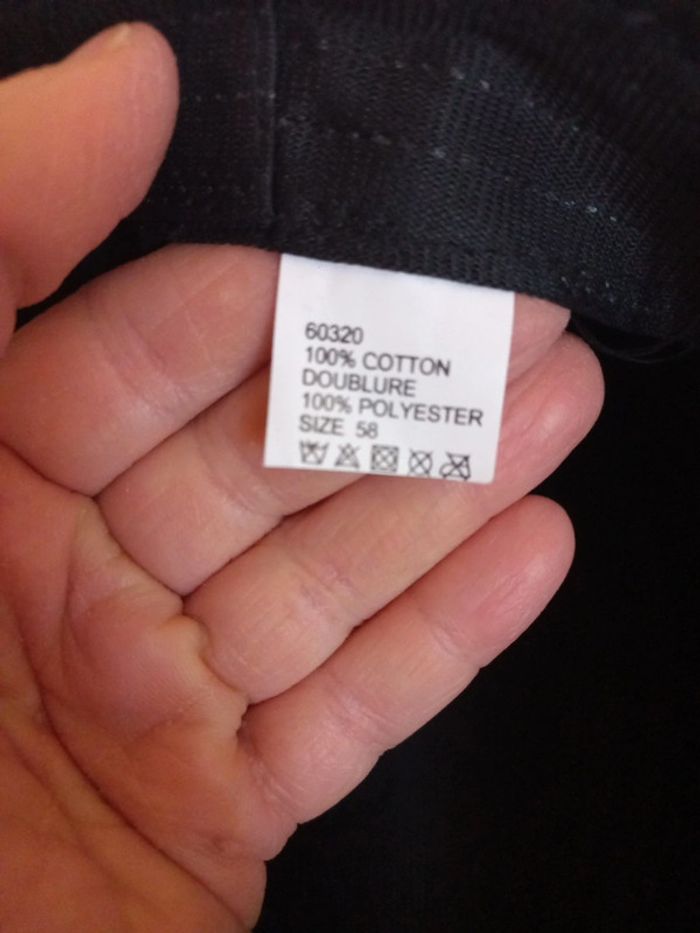 60320
100% COTTON
DOUBLURE
100% POLYESTER
SIZE 58